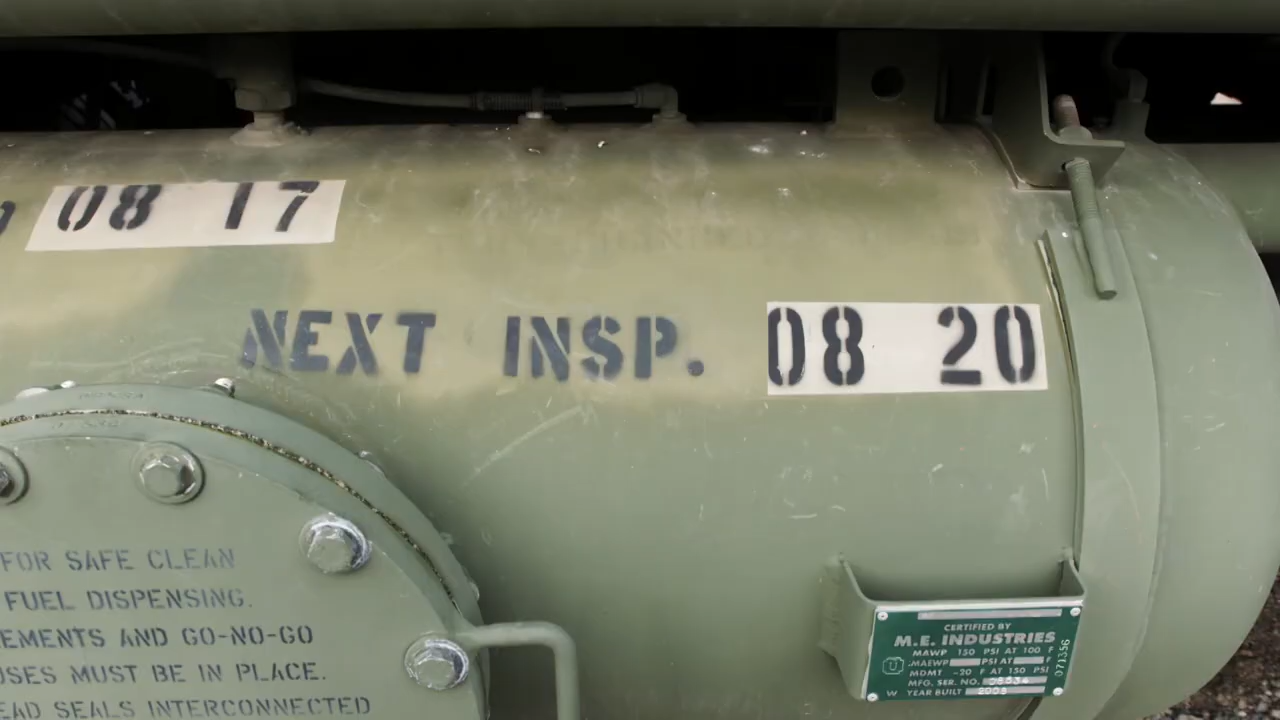 08 17
NEXT INSP. 08 20
FOR SAFE CLEAN
FUEL DISPENSING.
EMENTS AND GO-NO-GO
USES MUST BE IN PLACE.
EAD SEALS INTERCONNECTED
CERTIFIED BY
M.E. INDUSTRIES
MAWP 150 PSI AT 100 F
MAEWP PSI AT F
MDMT -20 F AT 150 PSI
MFG. SER. NO.
W YEAR BUILT
071356